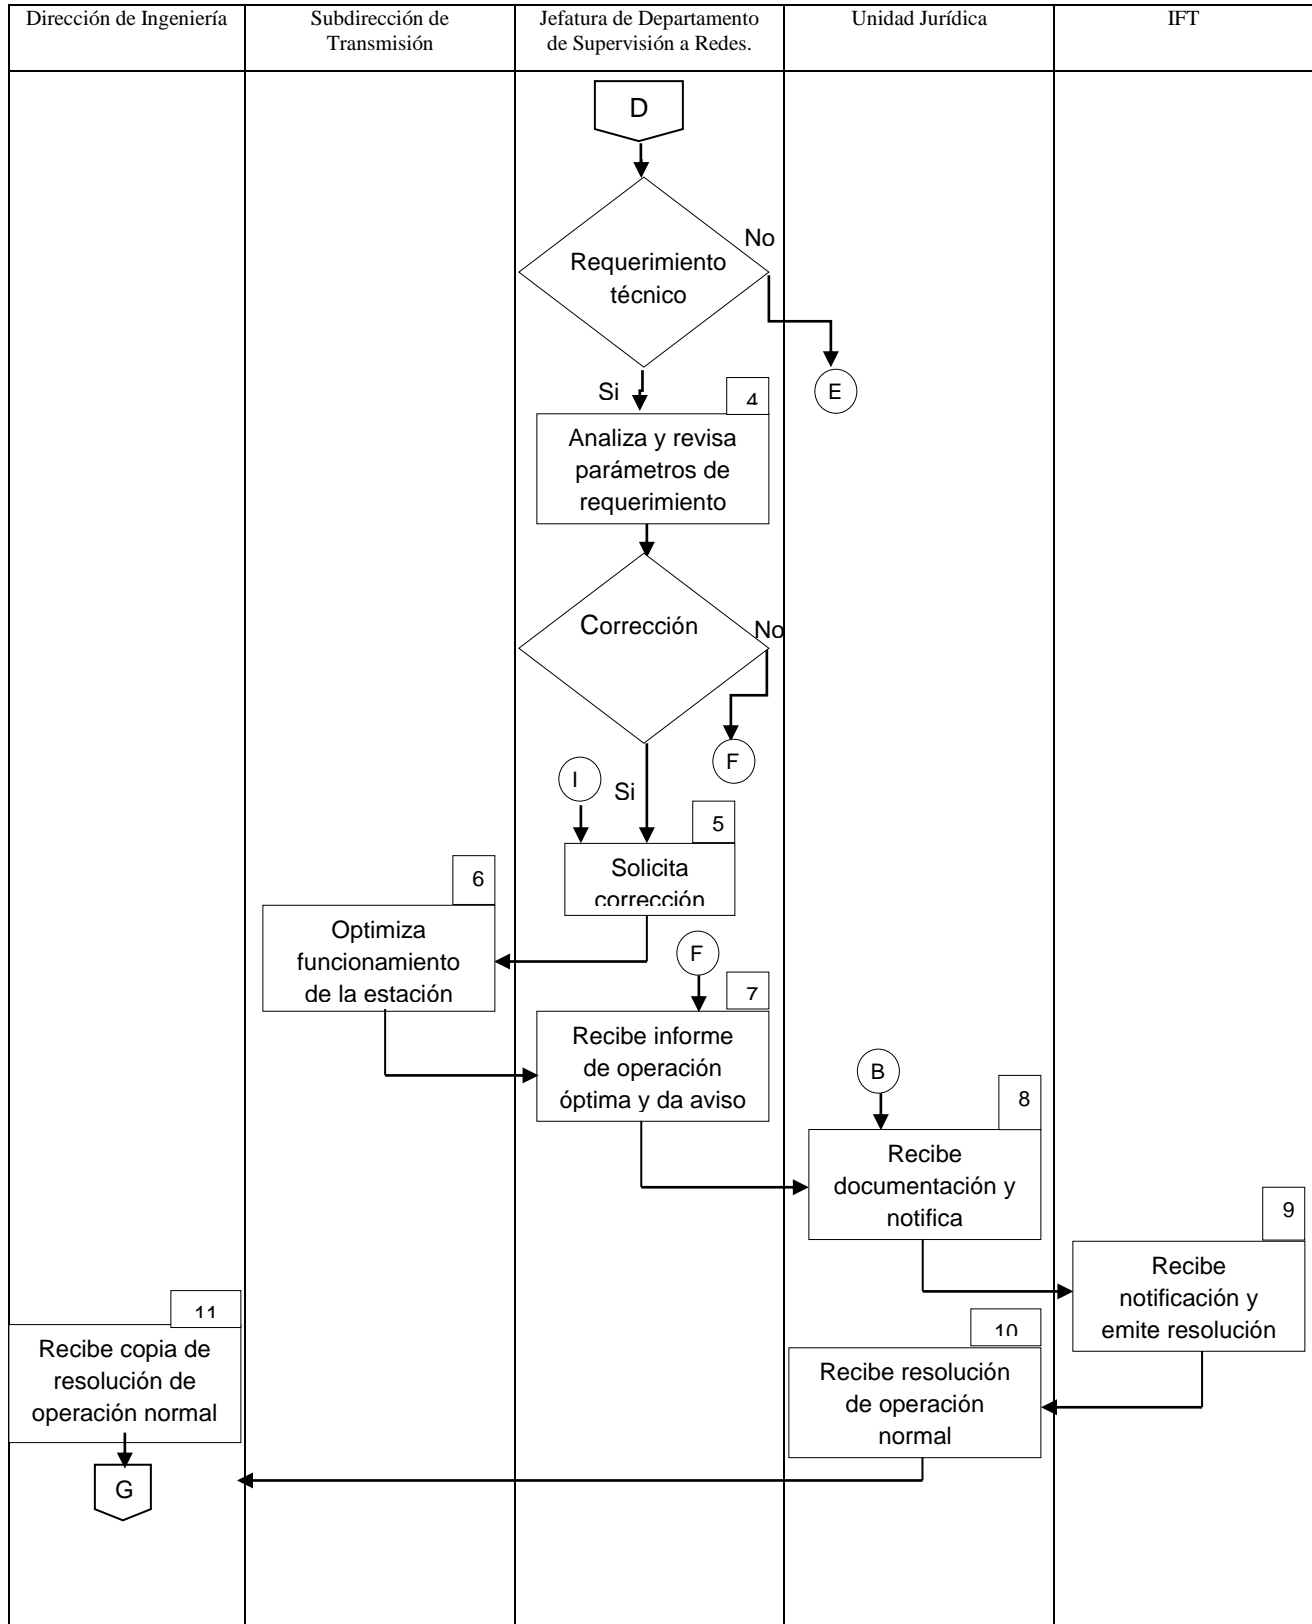 Dirección de Ingeniería
Subdirección de
Transmisión
Jefatura de Departamento
de Supervisión a Redes.
Unidad Jurídica
IFT
D
No
Requerimiento
técnico
E
Si
4
Analiza y revisa
parámetros de
requerimiento
Corrección
No
F
I
Si
5
Solicita
corrección
6
Optimiza
funcionamiento
de la estación
F
7
Recibe informe
de operación
óptima y da aviso
B
8
Recibe
documentación y
notifica
9
Recibe
notificación y
emite resolución
10
Recibe resolución
de operación
normal
11
Recibe copia de
resolución de
operación normal
G